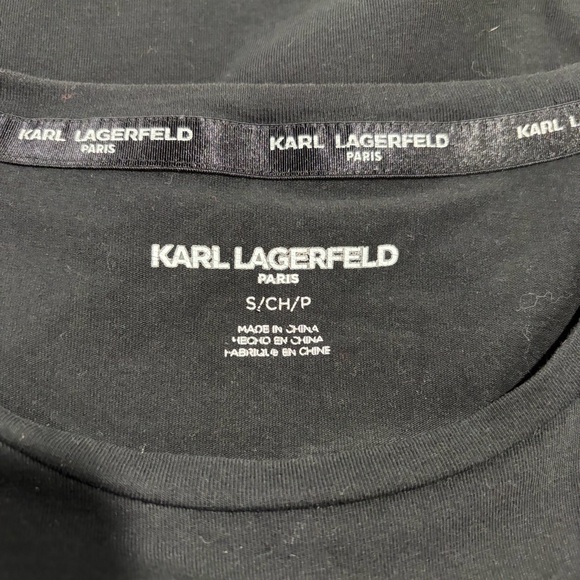 KARL LAGERFELD
PARIS
KARL LAGERFELD
PARIS
KARL L
KARL LAGERFELD
PARIS
S/CH/P
MADE IN CHINA
HECHO EN CHINA
FABRIQUÉ EN CHINE